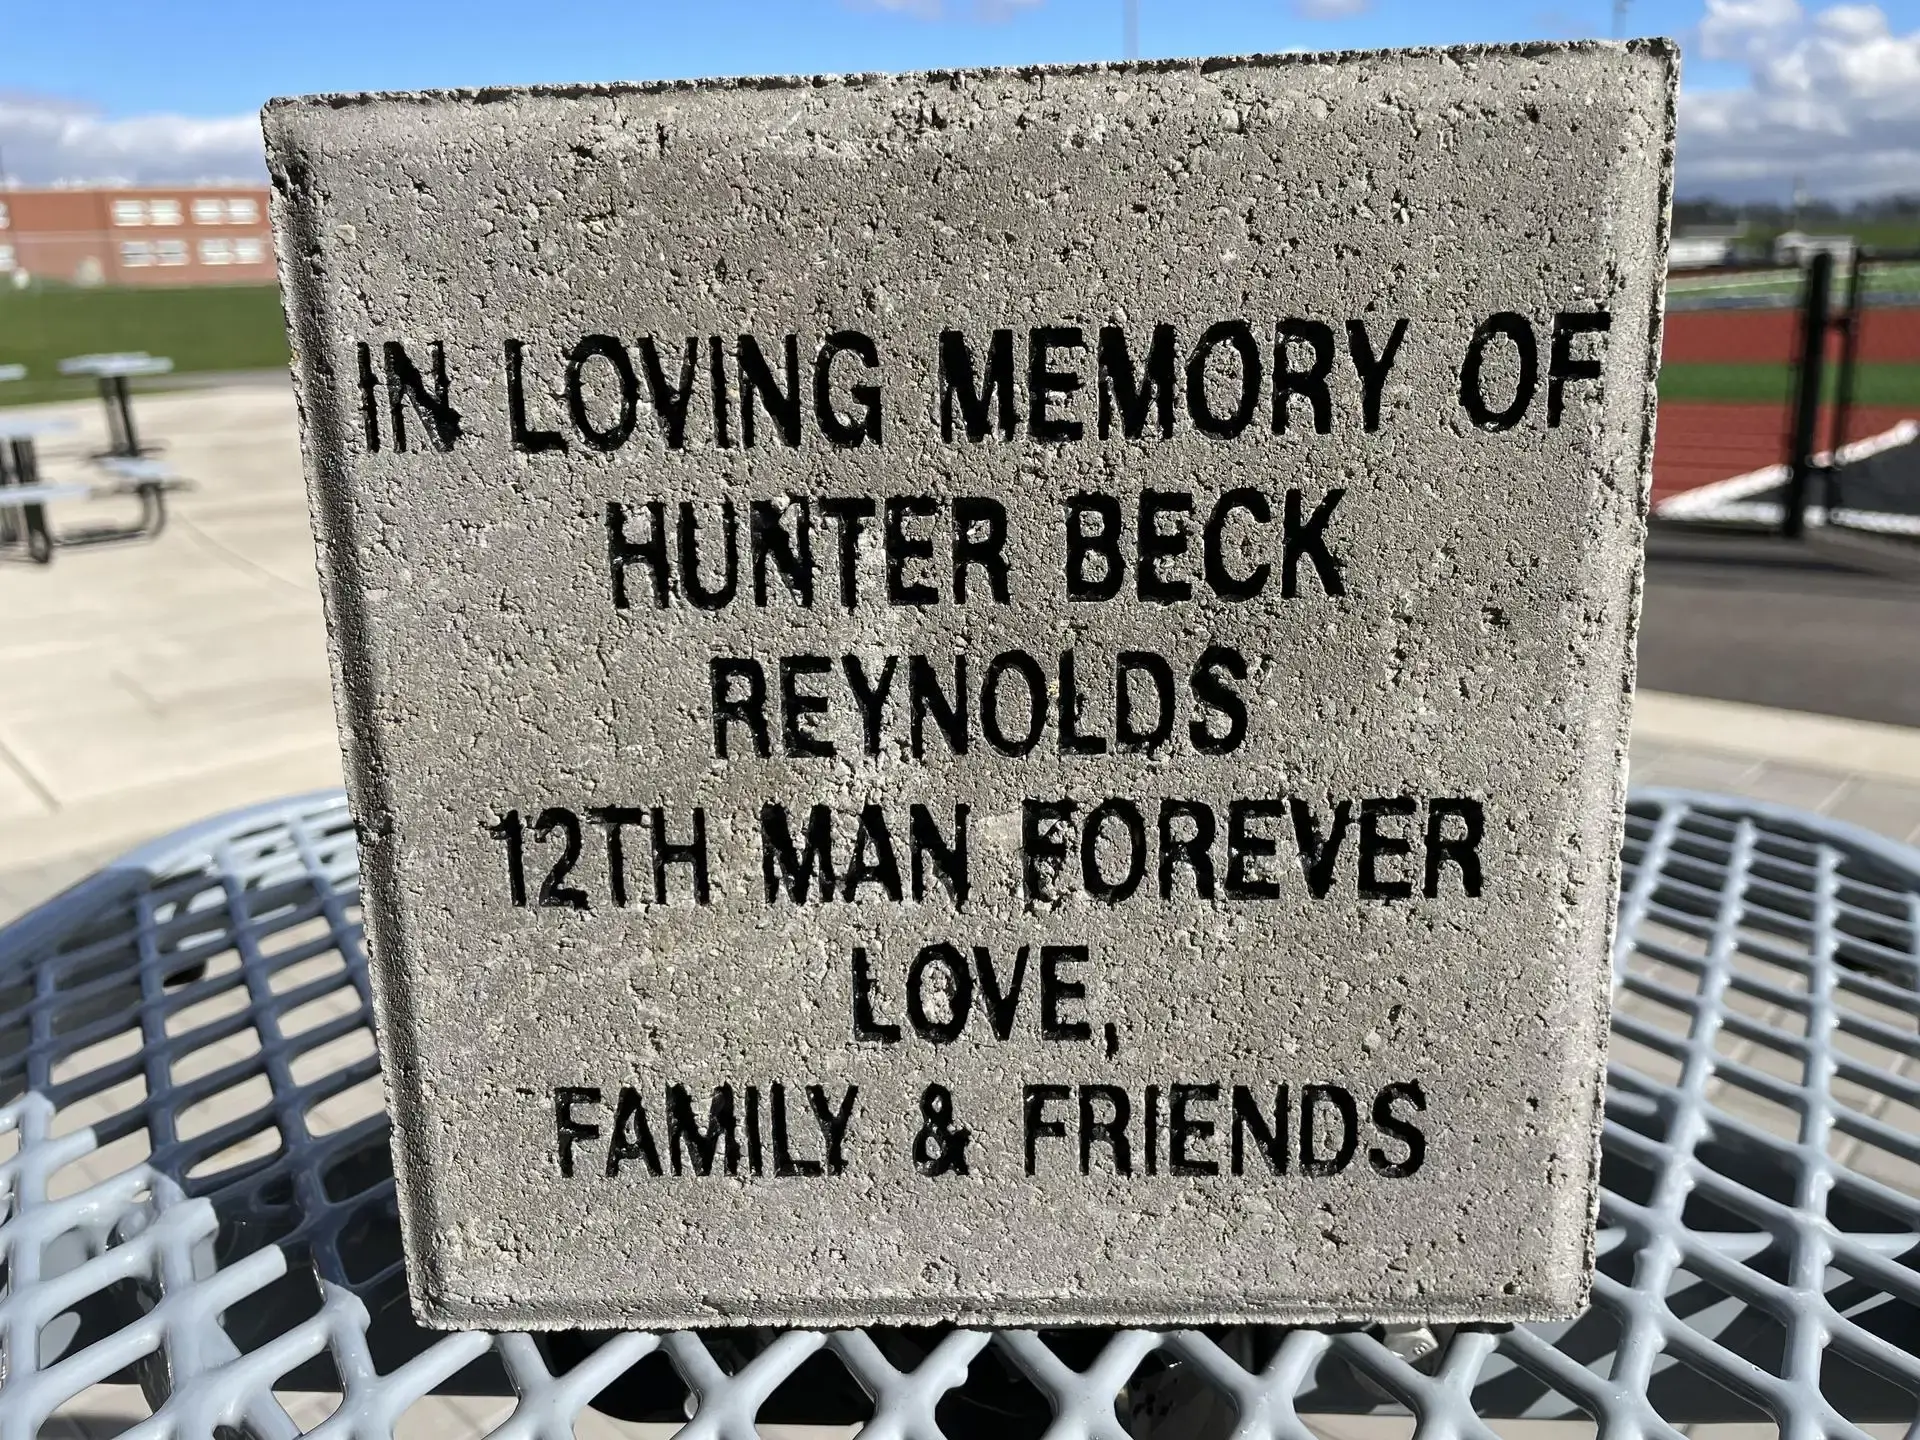 IN LOVING MEMORY OF
HUNTER BECK
REYNOLDS
12TH MAN FOREVER
LOVE,
FAMILY & FRIENDS